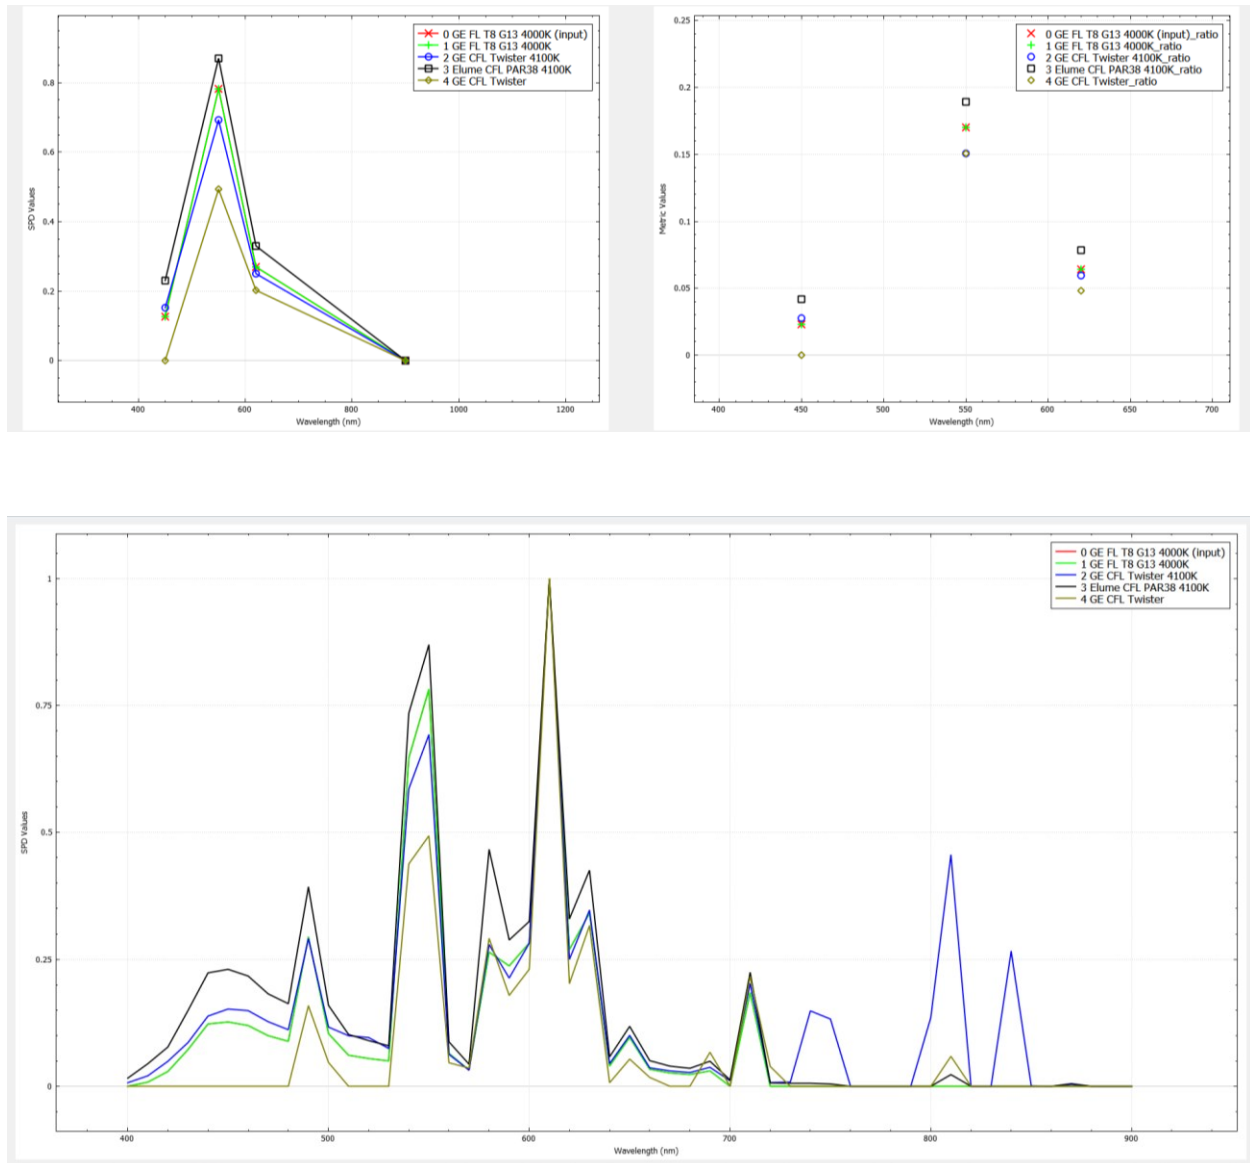 0 GE FL T8 G13 4000K (input)
1 GE FL T8 G13 4000K
2 GE CFL Twister 4100K
3 Elume CFL PAR38 4100K
4 GE CFL Twister
0.8
0.6
0.4
0.2
0
SPD Values
400 600 800 1000 1200
Wavelength (nm)
0 GE FL T8 G13 4000K (input)_ratio
1 GE FL T8 G13 4000K_ratio
2 GE CFL Twister 4100K_ratio
3 Elume CFL PAR38 4100K_ratio
4 GE CFL Twister_ratio
0.25
0.2
0.15
0.1
0.05
0
Metric Values
400 450 500 550 600 650 700
Wavelength (nm)
0 GE FL T8 G13 4000K (input)
1 GE FL T8 G13 4000K
2 GE CFL Twister 4100K
3 Elume CFL PAR38 4100K
4 GE CFL Twister
1
0.75
0.5
0.25
0
SPD Values
400 500 600 700 800 900
Wavelength (nm)